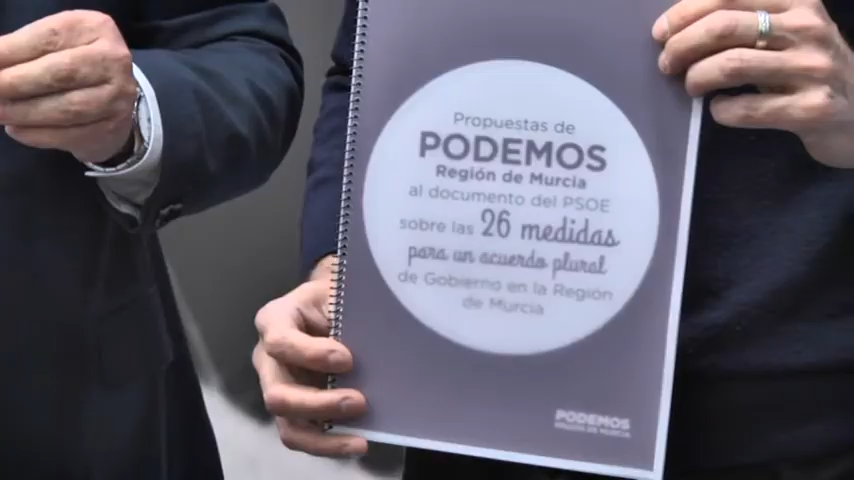 Propuestas de
PODEMOS
Región de Murcia
al documento del PSOE
sobre las 26 medidas
para un acuerdo plural
de Gobierno en la Región
de Murcia
PODEMOS
REGIÓN DE MURCIA